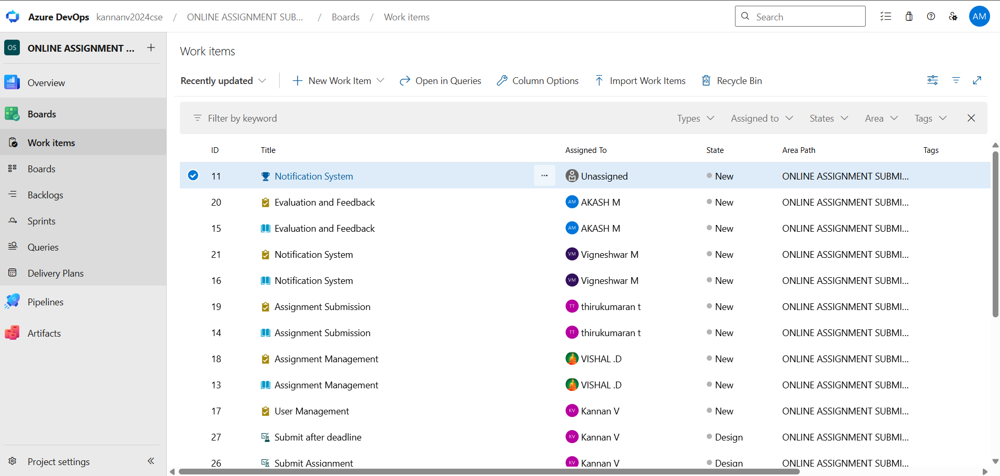 Azure DevOps kannanv2024cse / ONLINE ASSIGNMENT SUB... / Boards / Work items
Search
AM
OS ONLINE ASSIGNMENT ...
Overview
Boards
Work items
Boards
Backlogs
Sprints
Queries
Delivery Plans
Pipelines
Artifacts
Project settings
Work items
Recently updated New Work Item Open in Queries Column Options Import Work Items Recycle Bin
Filter by keyword Types Assigned to States Area Tags
ID Title Assigned To State Area Path Tags
11 Notification System ... Unassigned New ONLINE ASSIGNMENT SUBMI...
20 Evaluation and Feedback AM AKASH M New ONLINE ASSIGNMENT SUBMI...
15 Evaluation and Feedback AM AKASH M New ONLINE ASSIGNMENT SUBMI...
21 Notification System VM Vigneshwar M New ONLINE ASSIGNMENT SUBMI...
16 Notification System VM Vigneshwar M New ONLINE ASSIGNMENT SUBMI...
19 Assignment Submission TT thirukumaran t New ONLINE ASSIGNMENT SUBMI...
14 Assignment Submission TT thirukumaran t New ONLINE ASSIGNMENT SUBMI...
18 Assignment Management VISHAL .D New ONLINE ASSIGNMENT SUBMI...
13 Assignment Management VISHAL .D New ONLINE ASSIGNMENT SUBMI...
17 User Management KV Kannan V New ONLINE ASSIGNMENT SUBMI...
27 Submit after deadline KV Kannan V Design ONLINE ASSIGNMENT SUBMI...
26 Submit Assignment KV Kannan V Design ONLINE ASSIGNMENT SUBMI...